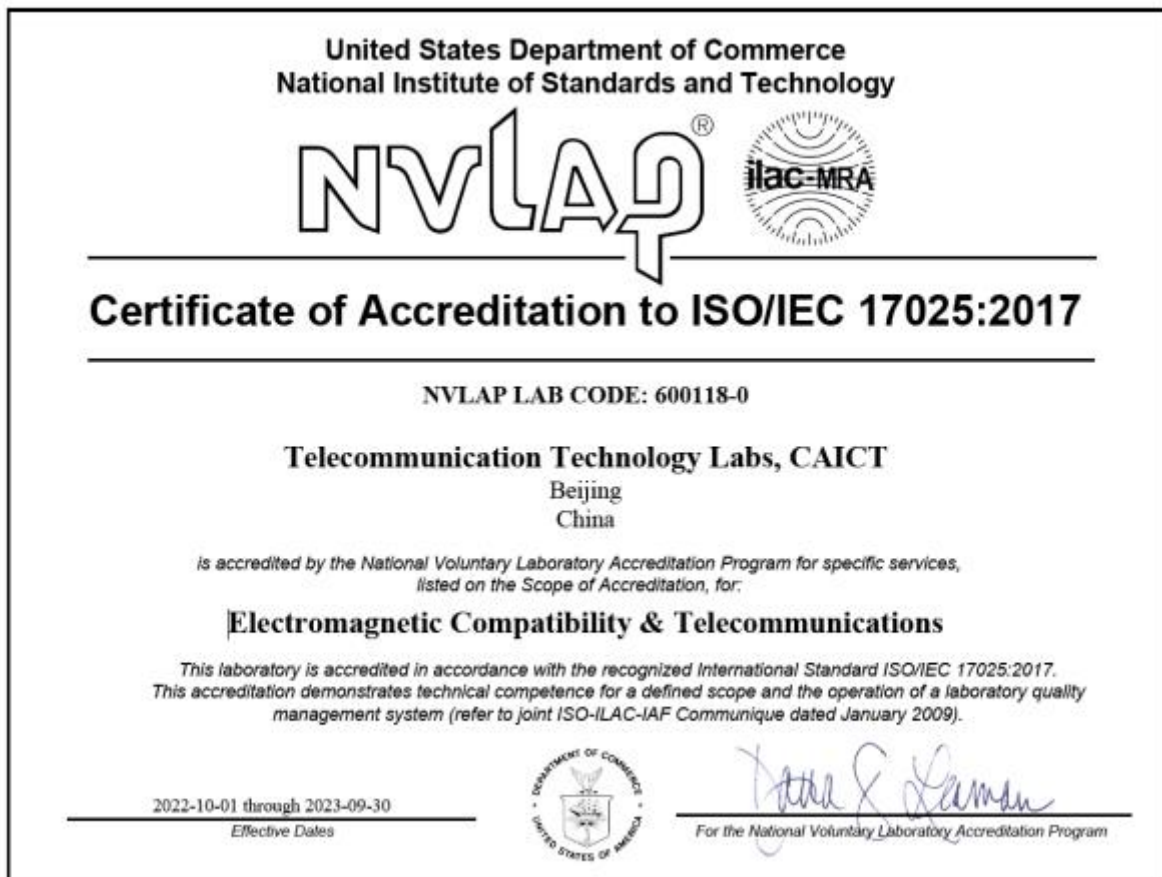 United States Department of Commerce
National Institute of Standards and Technology
NVLAP®
ilac-MRA
Certificate of Accreditation to ISO/IEC 17025:2017
NVLAP LAB CODE: 600118-0
Telecommunication Technology Labs, CAICT
Beijing
China
is accredited by the National Voluntary Laboratory Accreditation Program for specific services,
listed on the Scope of Accreditation, for:
Electromagnetic Compatibility & Telecommunications
This laboratory is accredited in accordance with the recognized International Standard ISO/IEC 17025:2017.
This accreditation demonstrates technical competence for a defined scope and the operation of a laboratory quality
management system (refer to joint ISO-ILAC-IAF Communique dated January 2009).
2022-10-01 through 2023-09-30
Effective Dates
DEPARTMENT OF COMMERCE
UNITED STATES OF AMERICA
For the National Voluntary Laboratory Accreditation Program